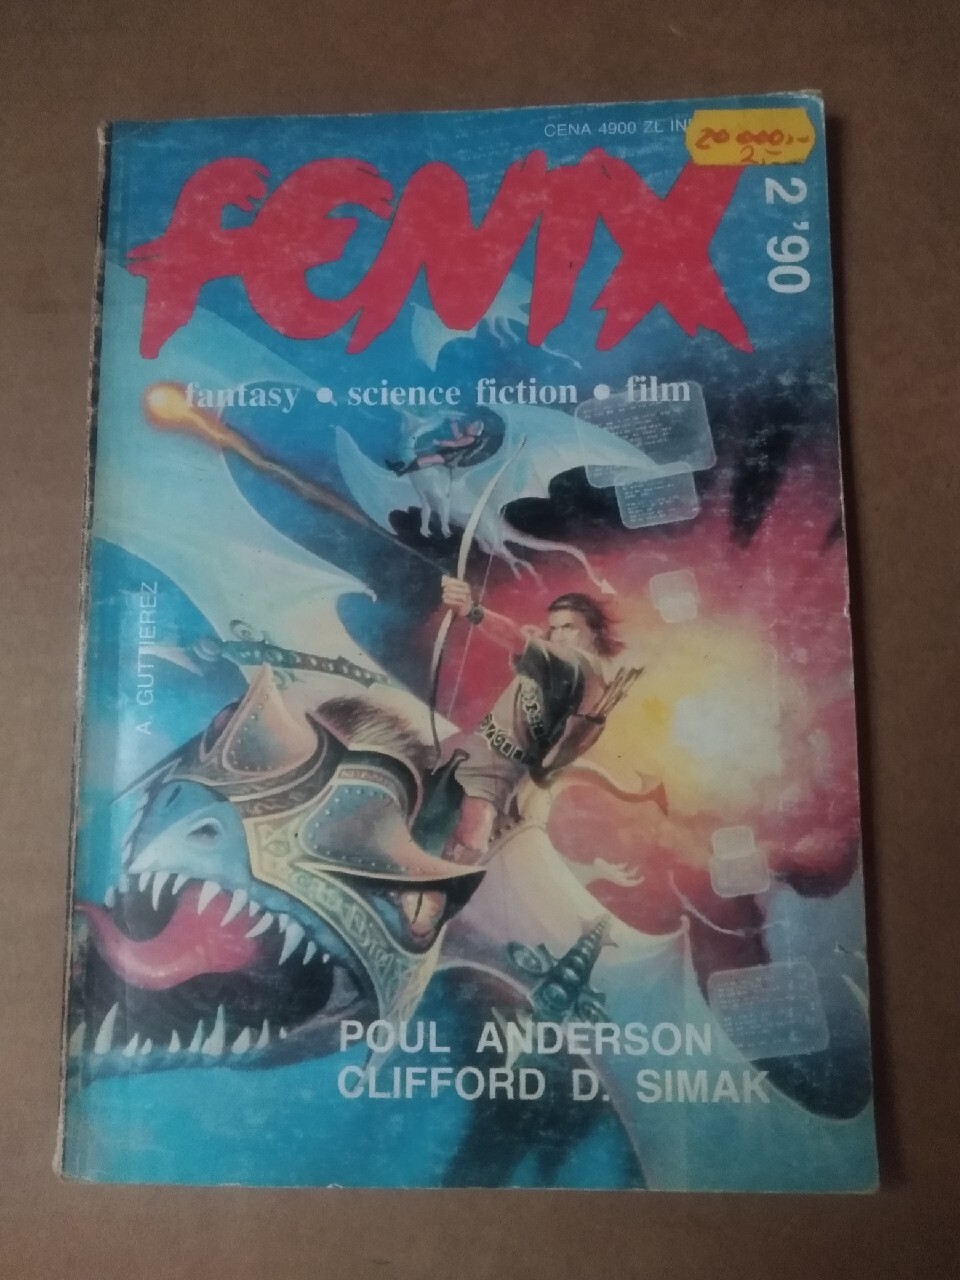 CENA 4900 ZŁ
20 000,-
2,-
FENIX
2'90
fantasy • science fiction • film
A GUTTIEREZ
POUL ANDERSON
CLIFFORD D. SIMAK